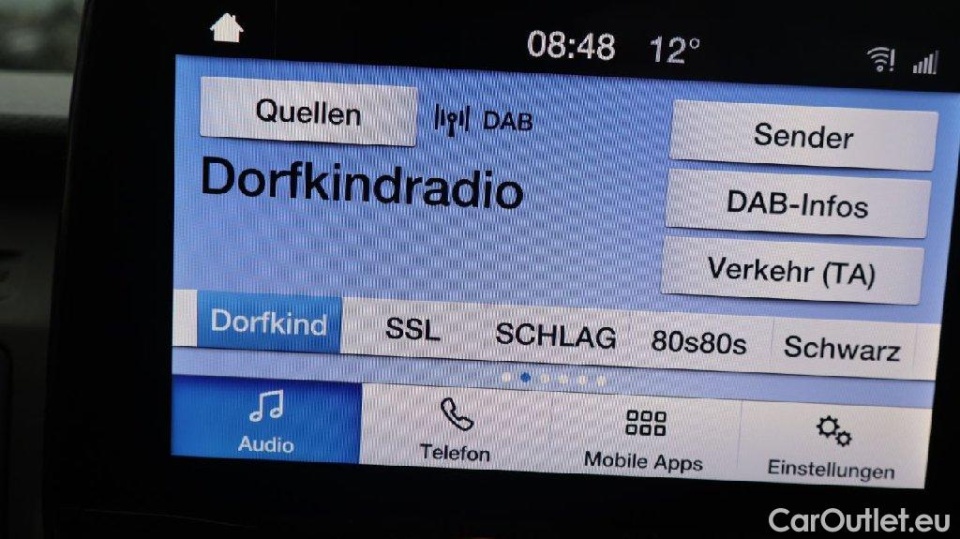 08:48 12°
Quellen
DAB
Sender
Dorfkindradio
DAB-Infos
Verkehr (TA)
Dorfkind
SSL
SCHLAG
80s80s
Schwarz
Audio
Telefon
Mobile Apps
Einstellungen
CarOutlet.eu